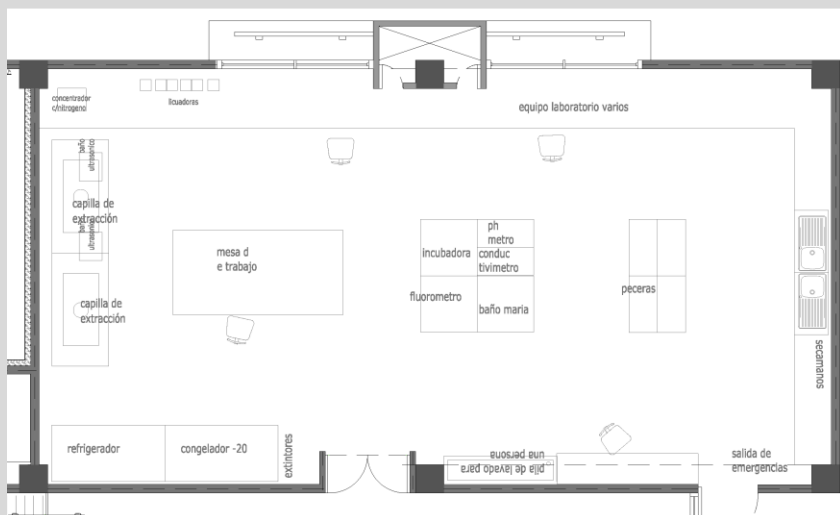 concentrador
c/nitrogeno
licuadoras
equipo laboratorio varios
baño
ultrasonico
capilla de
extracción
baño
ultrasonico
capilla de
extracción
mesa d
e trabajo
incubadora
ph
metro
conduc
tivimetro
fluorometro
baño maria
peceras
secamanos
refrigerador
congelador -20
extintores
pila de lavado para
una persona
salida de
emergencias